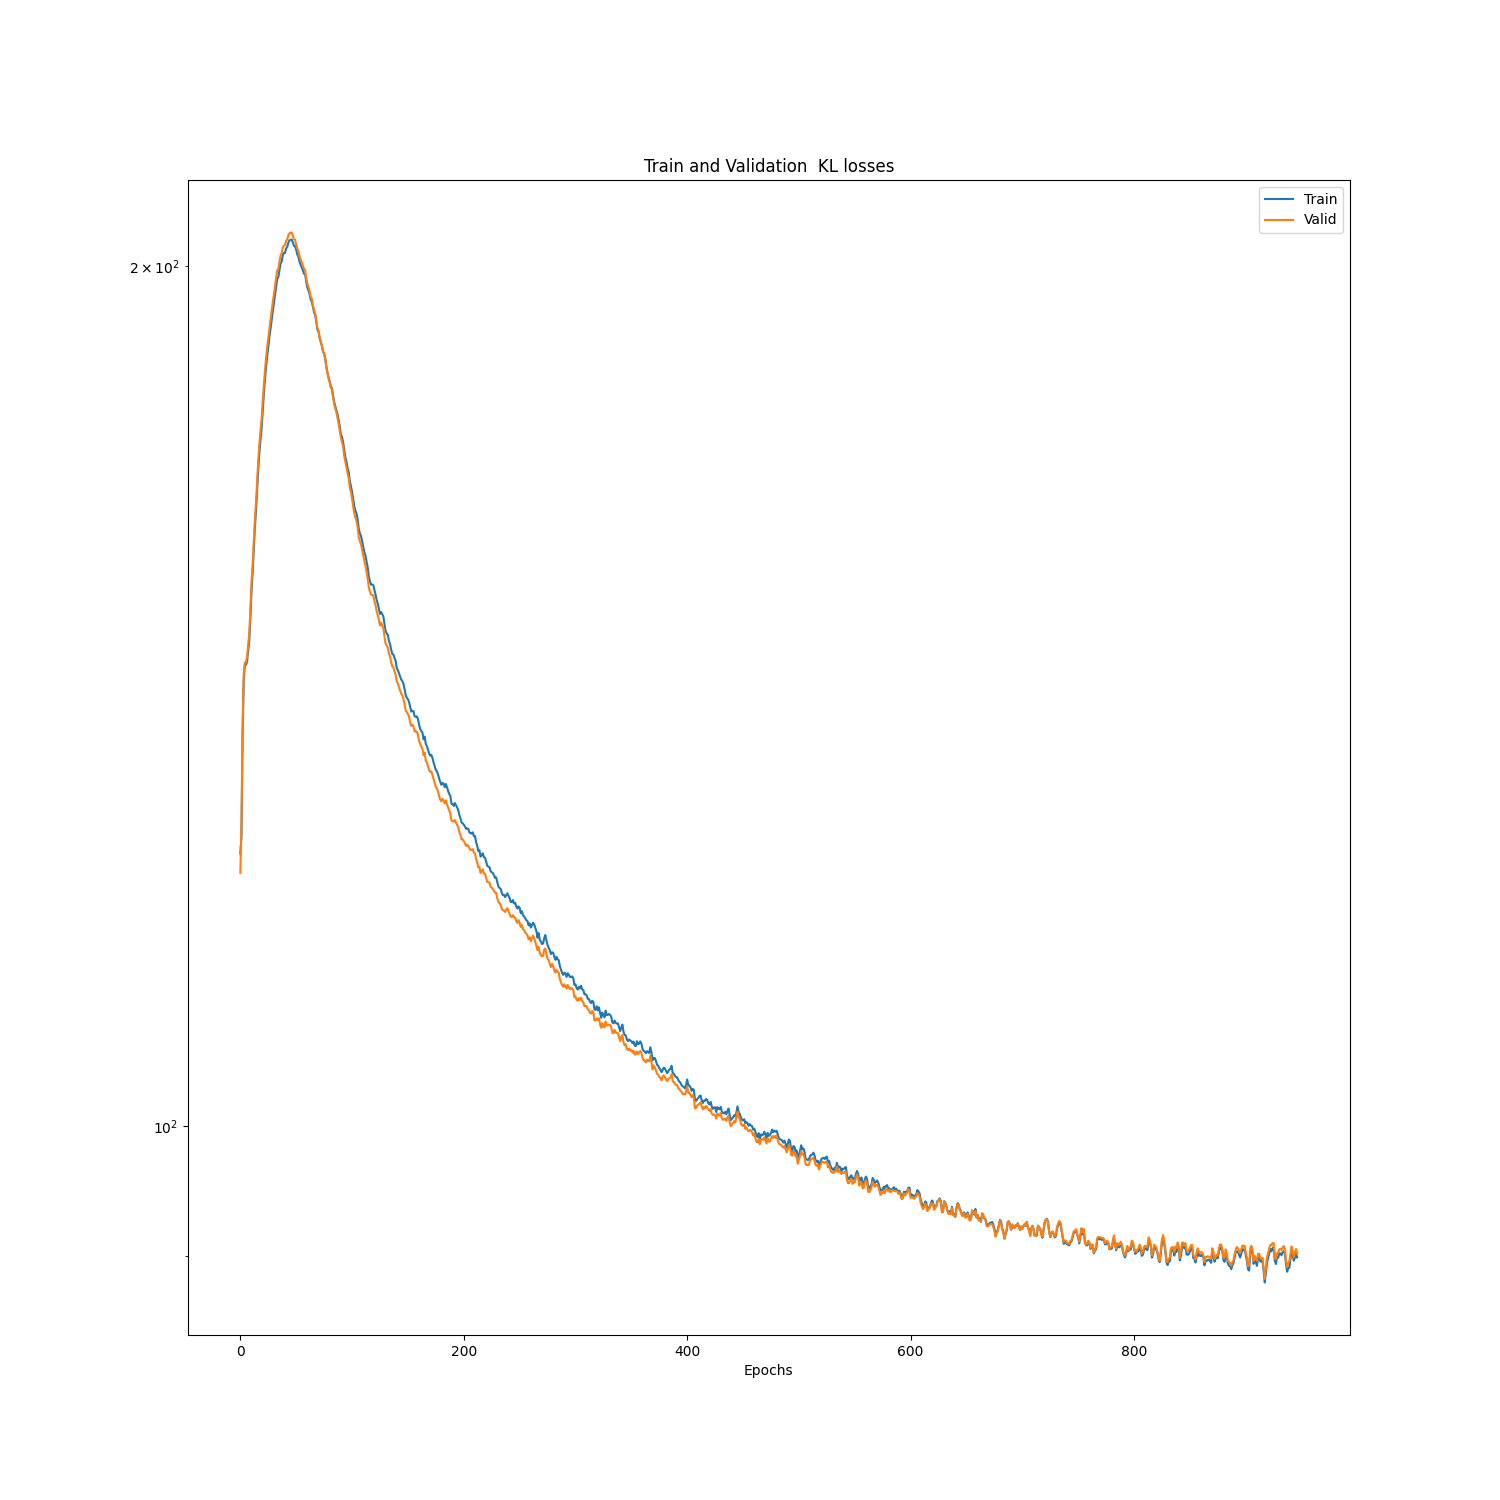 Train and Validation  KL losses
Train
Valid
2 × 10²
10²
0 200 400 600 800
Epochs